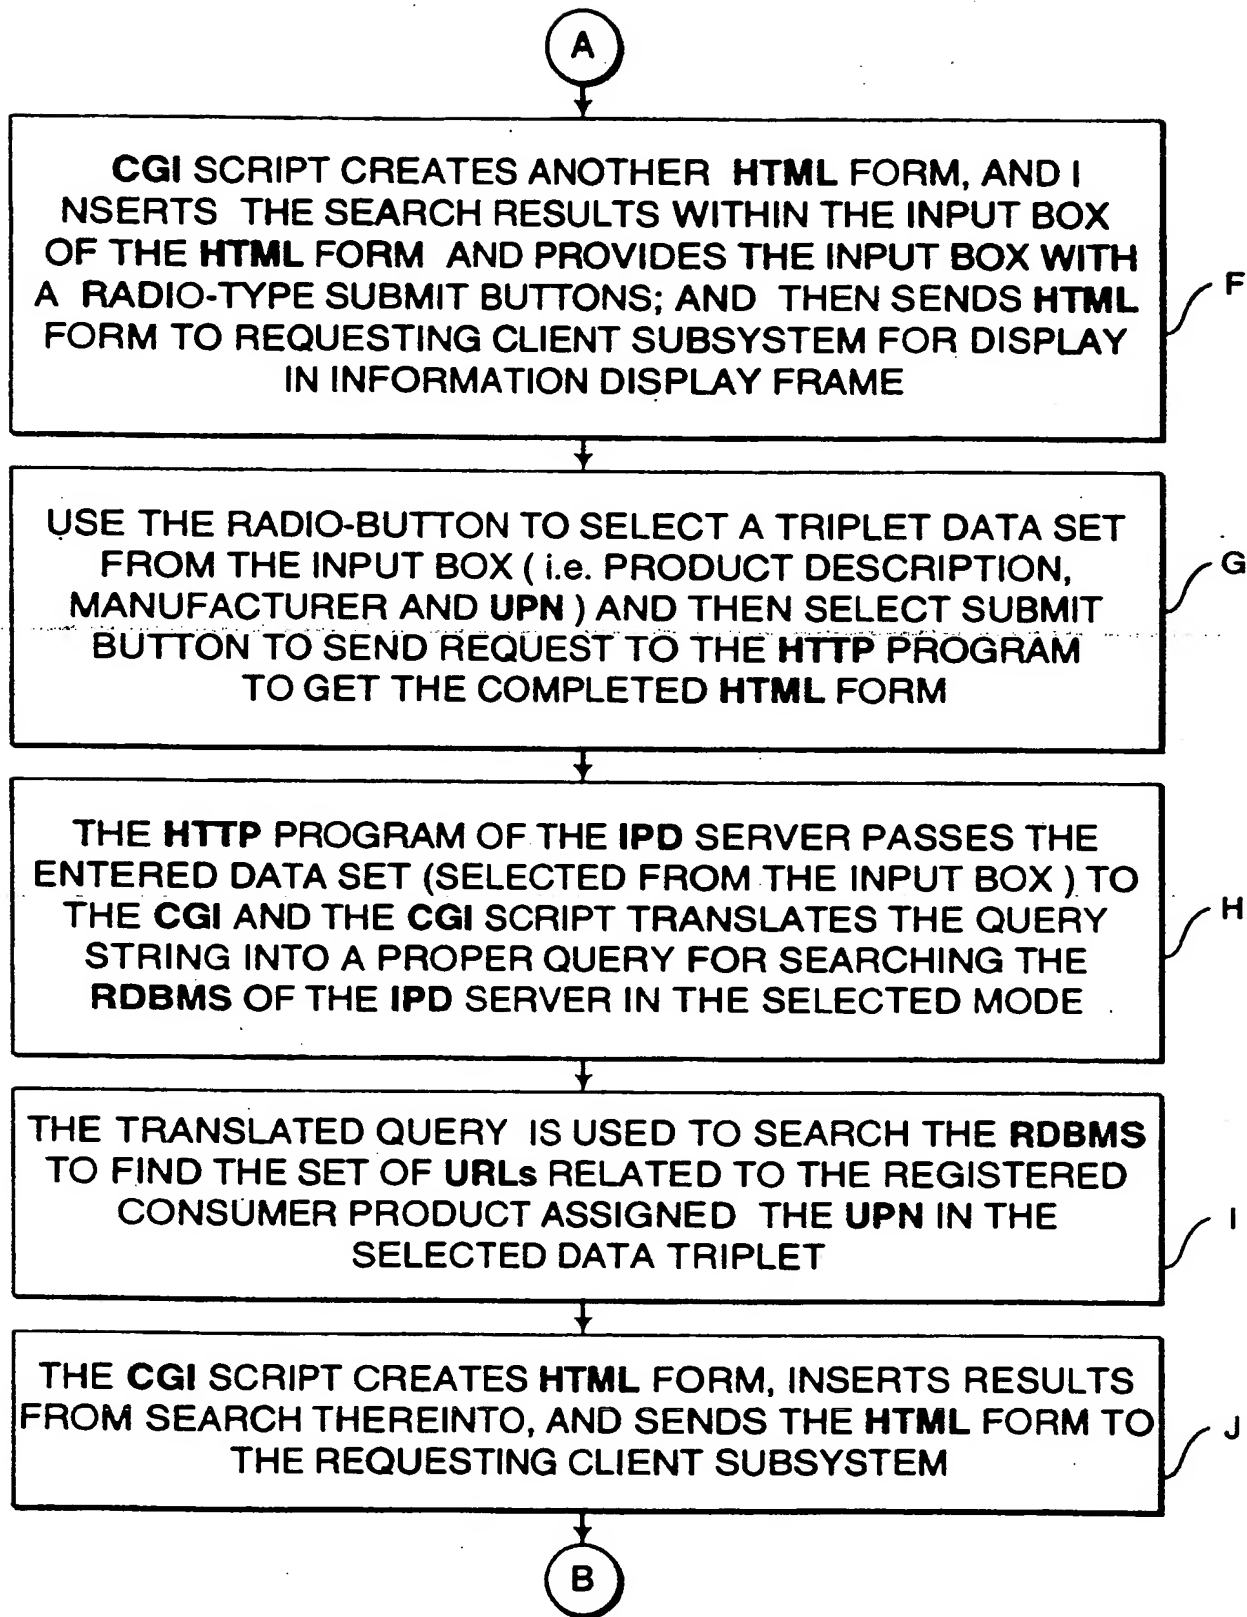 A
CGI SCRIPT CREATES ANOTHER HTML FORM, AND I
NSERTS THE SEARCH RESULTS WITHIN THE INPUT BOX
OF THE HTML FORM AND PROVIDES THE INPUT BOX WITH
A RADIO-TYPE SUBMIT BUTTONS; AND THEN SENDS HTML
FORM TO REQUESTING CLIENT SUBSYSTEM FOR DISPLAY
IN INFORMATION DISPLAY FRAME
F
USE THE RADIO-BUTTON TO SELECT A TRIPLET DATA SET
FROM THE INPUT BOX ( i.e. PRODUCT DESCRIPTION,
MANUFACTURER AND UPN ) AND THEN SELECT SUBMIT
BUTTON TO SEND REQUEST TO THE HTTP PROGRAM
TO GET THE COMPLETED HTML FORM
G
THE HTTP PROGRAM OF THE IPD SERVER PASSES THE
ENTERED DATA SET (SELECTED FROM THE INPUT BOX ) TO
THE CGI AND THE CGI SCRIPT TRANSLATES THE QUERY
STRING INTO A PROPER QUERY FOR SEARCHING THE
RDBMS OF THE IPD SERVER IN THE SELECTED MODE
H
THE TRANSLATED QUERY IS USED TO SEARCH THE RDBMS
TO FIND THE SET OF URLs RELATED TO THE REGISTERED
CONSUMER PRODUCT ASSIGNED THE UPN IN THE
SELECTED DATA TRIPLET
I
THE CGI SCRIPT CREATES HTML FORM, INSERTS RESULTS
FROM SEARCH THEREINTO, AND SENDS THE HTML FORM TO
THE REQUESTING CLIENT SUBSYSTEM
J
B